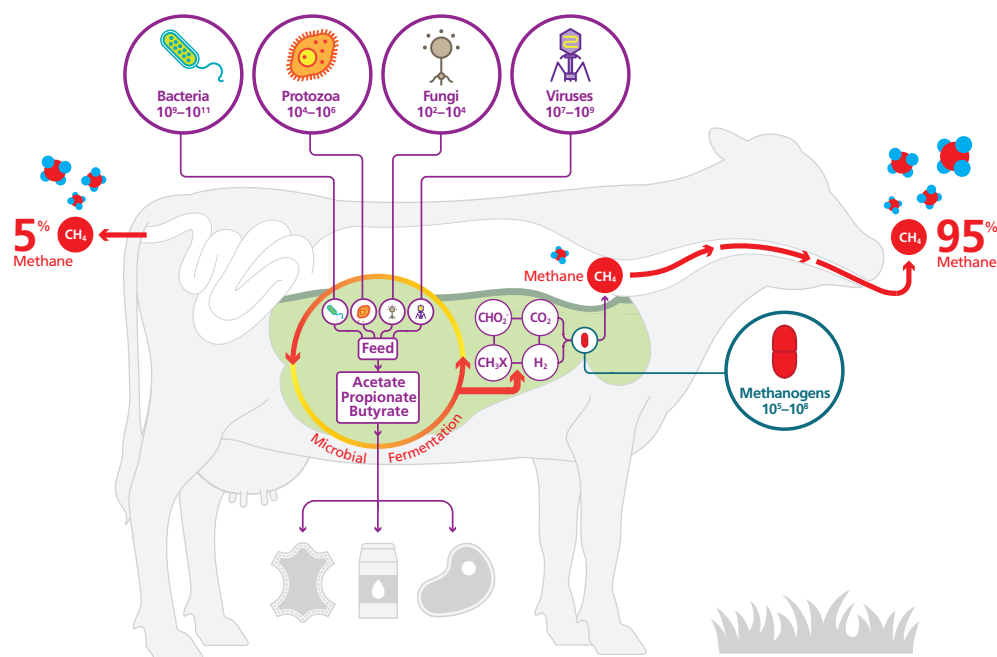 Bacteria
10⁹–10¹¹
Protozoa
10⁴–10⁶
Fungi
10²–10⁴
Viruses
10⁷–10⁹
5%
CH₄
Methane
CH₄
95%
Methane
Methane
CH₄
CHO₂⁻
CO₂
CH₃X
H₂
Feed
Acetate
Propionate
Butyrate
Microbial Fermentation
Methanogens
10⁵–10⁸